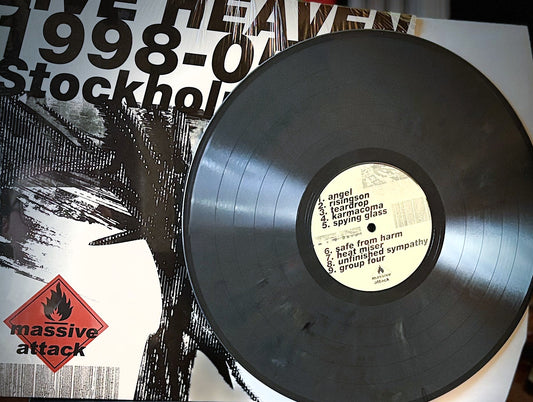 LIVE HEAVEN
1998-0
Stockhol
massive
attack
1. angel
2. risingson
3. teardrop
4. karmacoma
5. spying glass
6. safe from harm
7. heat miser
8. unfinished sympathy
9. group four
massive
attack